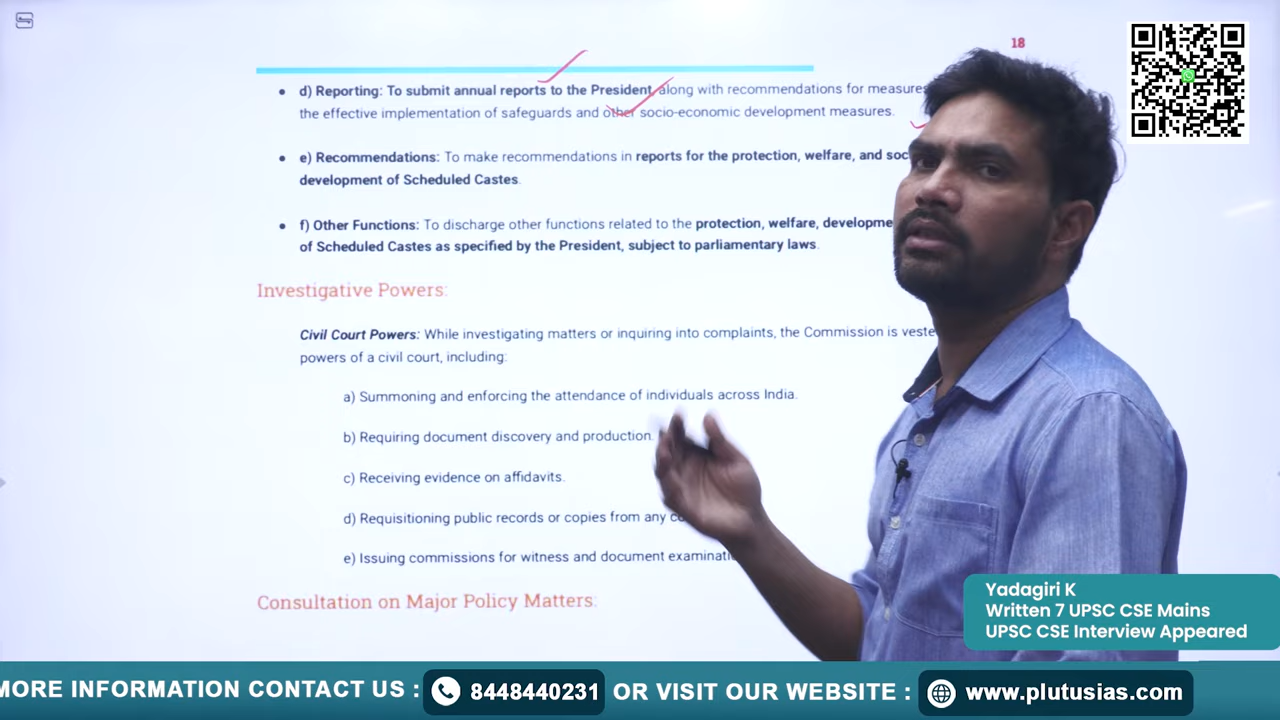 18
d) Reporting: To submit annual reports to the President, along with recommendations for measures
the effective implementation of safeguards and other socio-economic development measures.
e) Recommendations: To make recommendations in reports for the protection, welfare, and
development of Scheduled Castes.
f) Other Functions: To discharge other functions related to the protection, welfare,
of Scheduled Castes as specified by the President, subject to parliamentary laws.
Investigative Powers:
Civil Court Powers: While investigating matters or inquiring into complaints, the Commission is
powers of a civil court, including:
a) Summoning and enforcing the attendance of individuals across India.
b) Requiring document discovery and production.
c) Receiving evidence on affidavits.
d) Requisitioning public records or copies from any
e) Issuing commissions for witness and document
Consultation on Major Policy Matters:
Yadagiri K
Written 7 UPSC CSE Mains
UPSC CSE Interview Appeared
MORE INFORMATION CONTACT US : 8448440231 OR VISIT OUR WEBSITE : www.plutusias.com